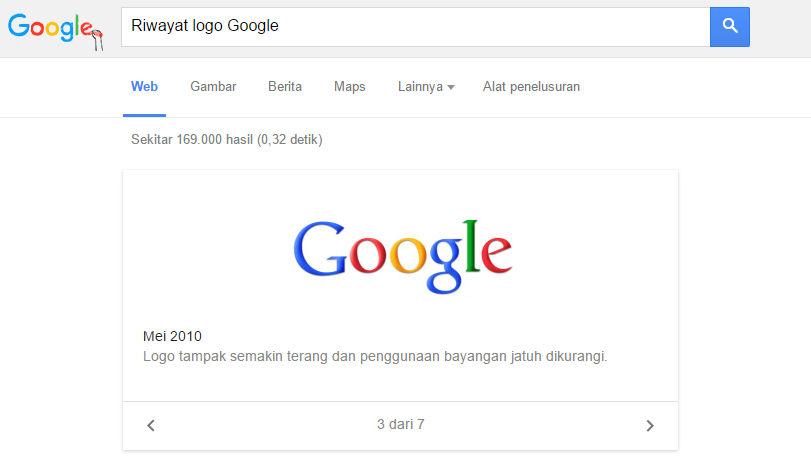 Google
Riwayat logo Google
Web Gambar Berita Maps Lainnya Alat penelusuran
Sekitar 169.000 hasil (0,32 detik)
Google
Mei 2010
Logo tampak semakin terang dan penggunaan bayangan jatuh dikurangi.
3 dari 7